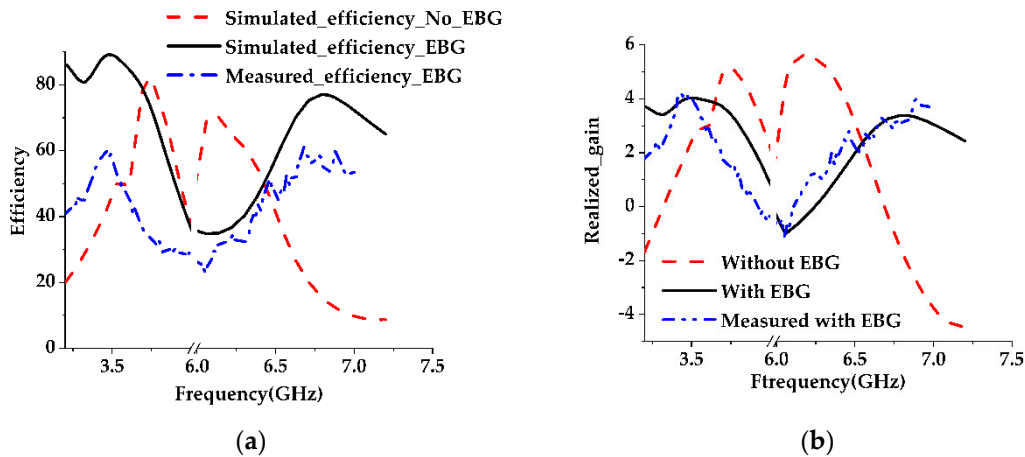 Simulated_efficiency_No_EBG
Simulated_efficiency_EBG
Measured_efficiency_EBG
80
60
40
20
0
Efficiency
3.5
6.0
6.5
7.0
7.5
Frequency(GHz)
(a)
6
4
2
0
-2
-4
Realized_gain
Without EBG
With EBG
Measured with EBG
3.5
6.0
6.5
7.0
7.5
Ftrequency(GHz)
(b)